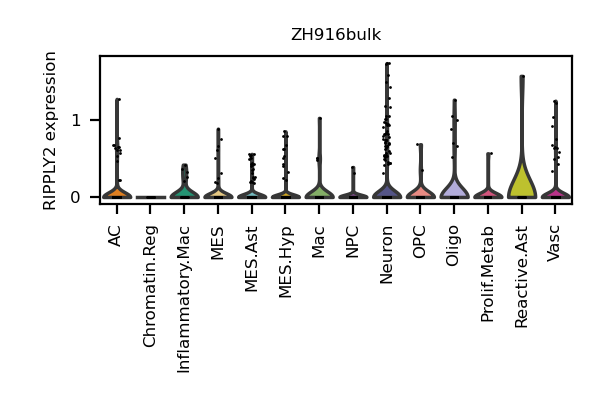 ZH916bulk
RIPPLY2 expression
1
0
AC
Chromatin.Reg
Inflammatory.Mac
MES
MES.Ast
MES.Hyp
Mac
NPC
Neuron
OPC
Oligo
Prolif.Metab
Reactive.Ast
Vasc